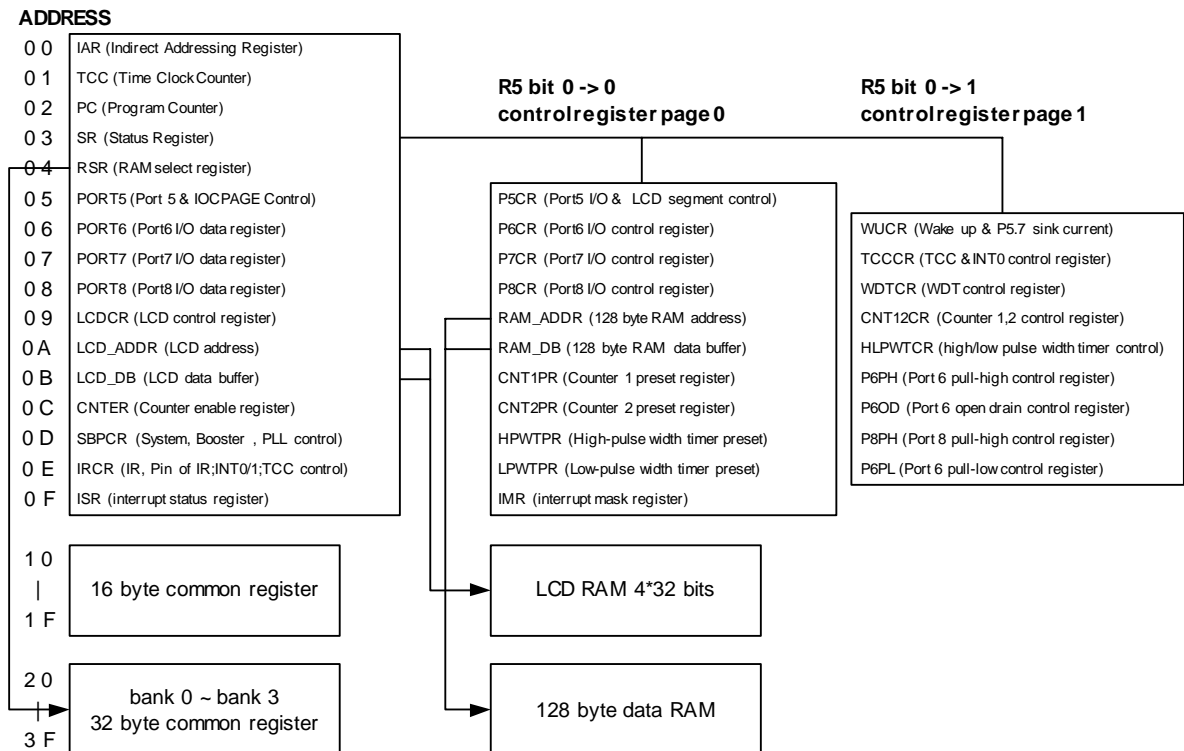 ADDRESS
0 0 IAR (Indirect Addressing Register)
0 1 TCC (Time Clock Counter)
0 2 PC (Program Counter)
0 3 SR (Status Register)
0 4 RSR (RAM select register)
0 5 PORT5 (Port 5 & IOCPAGE Control)
0 6 PORT6 (Port6 I/O data register)
0 7 PORT7 (Port7 I/O data register)
0 8 PORT8 (Port8 I/O data register)
0 9 LCDCR (LCD control register)
0 A LCD_ADDR (LCD address)
0 B LCD_DB (LCD data buffer)
0 C CNTER (Counter enable register)
0 D SBPCR (System, Booster , PLL control)
0 E IRCR (IR, Pin of IR;INT0/1;TCC control)
0 F ISR (interrupt status register)
1 0
|
1 F
16 byte common register
2 0
|
3 F
bank 0 ~ bank 3
32 byte common register
R5 bit 0 -> 0
control register page 0
P5CR (Port5 I/O & LCD segment control)
P6CR (Port6 I/O control register)
P7CR (Port7 I/O control register)
P8CR (Port8 I/O control register)
RAM_ADDR (128 byte RAM address)
RAM_DB (128 byte RAM data buffer)
CNT1PR (Counter 1 preset register)
CNT2PR (Counter 2 preset register)
HPWTPR (High-pulse width timer preset)
LPWTPR (Low-pulse width timer preset)
IMR (interrupt mask register)
LCD RAM 4*32 bits
128 byte data RAM
R5 bit 0 -> 1
control register page 1
WUCR (Wake up & P5.7 sink current)
TCCCR (TCC & INT0 control register)
WDTCR (WDT control register)
CNT12CR (Counter 1,2 control register)
HLPWTCR (high/low pulse width timer control)
P6PH (Port 6 pull-high control register)
P6OD (Port 6 open drain control register)
P8PH (Port 8 pull-high control register)
P6PL (Port 6 pull-low control register)